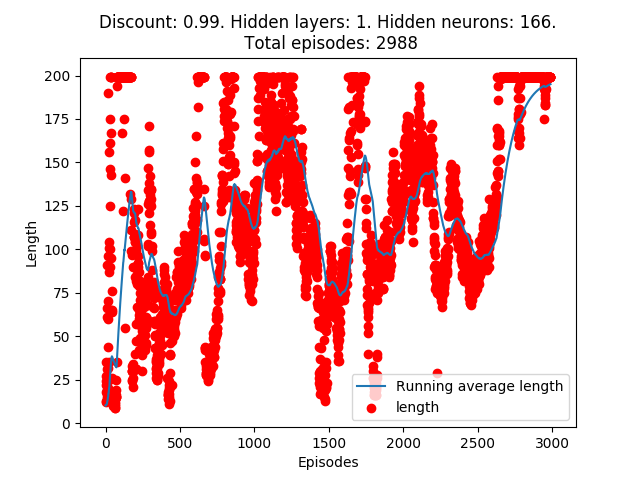 Discount: 0.99. Hidden layers: 1. Hidden neurons: 166.
Total episodes: 2988
200
175
150
125
100
75
50
25
0
Length
0
500
1000
1500
2000
2500
3000
Episodes
Running average length
length